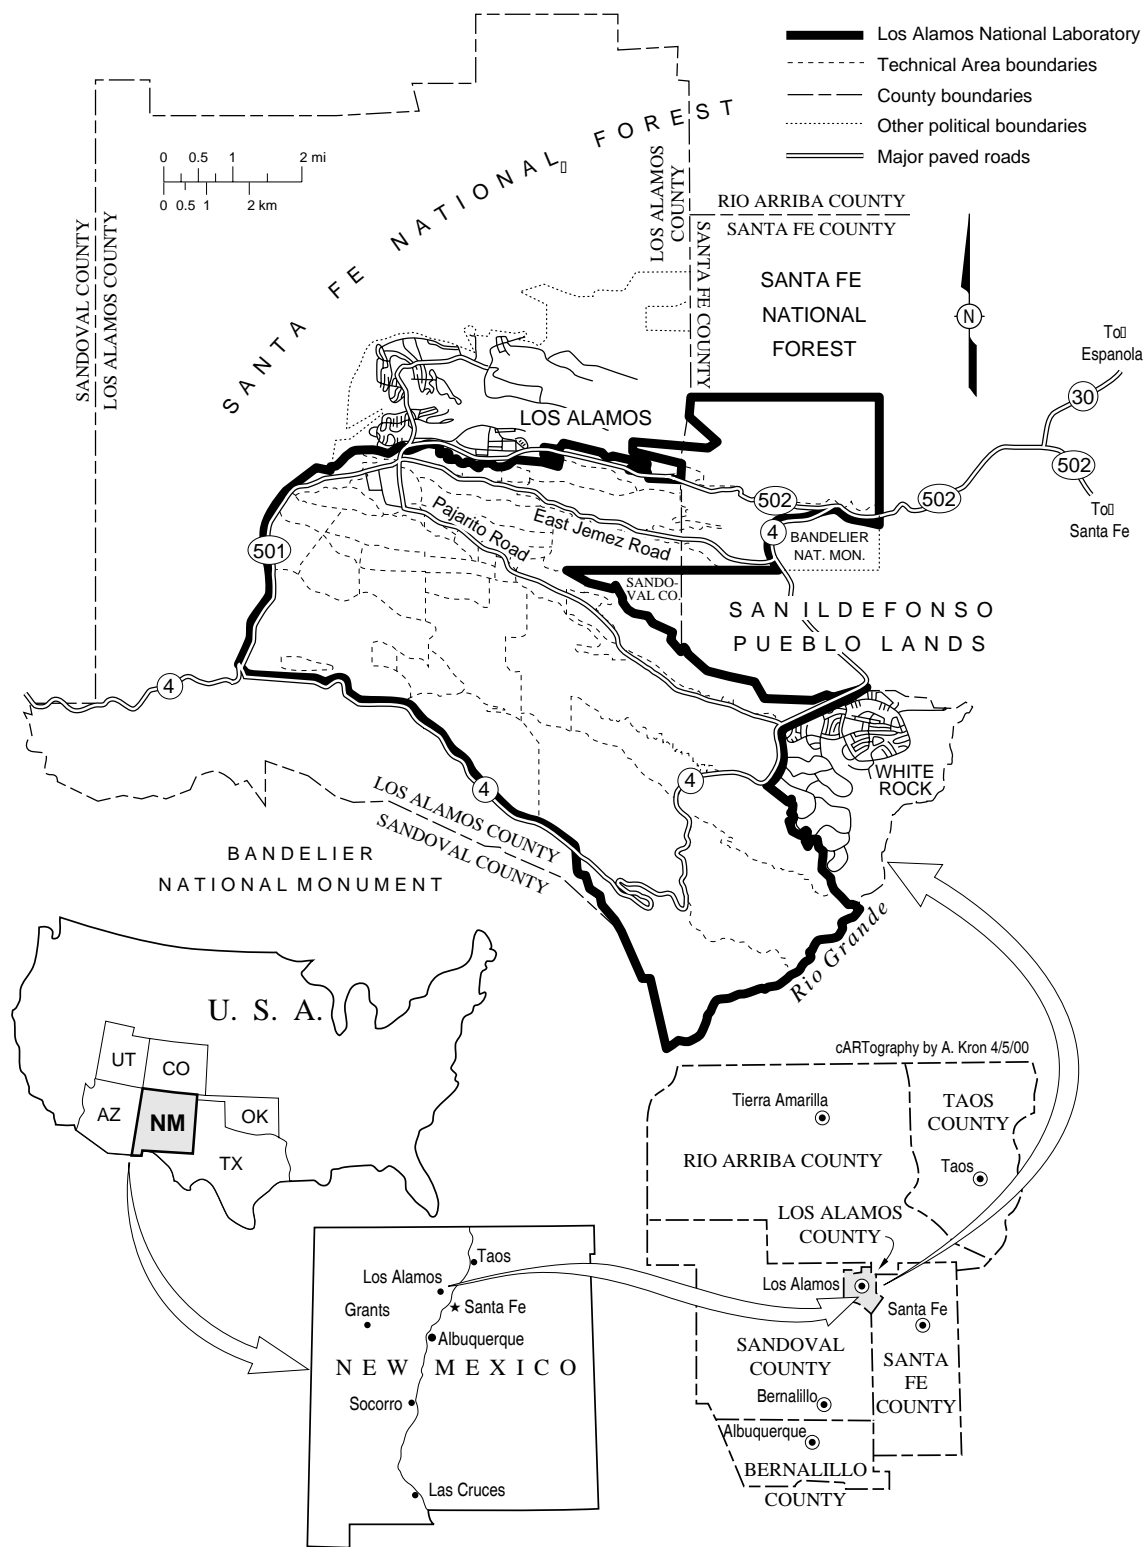 Los Alamos National Laboratory
Technical Area boundaries
County boundaries
Other political boundaries
Major paved roads
0 0.5 1 2 mi
0 0.5 1 2 km
SANTA FE NATIONAL FOREST
SANDOVAL COUNTY
LOS ALAMOS COUNTY
LOS ALAMOS
COUNTY
SANTA FE COUNTY
RIO ARRIBA COUNTY
SANTA FE COUNTY
SANTA FE
NATIONAL
FOREST
N
To
Espanola
30
502
To
Santa Fe
LOS ALAMOS
502
502
4
BANDELIER
NAT. MON.
East Jemez Road
Pajarito Road
501
SANDO-
VAL CO.
SAN ILDEFONSO
PUEBLO LANDS
4
4
4
WHITE
ROCK
LOS ALAMOS COUNTY
SANDOVAL COUNTY
BANDELIER
NATIONAL MONUMENT
Rio Grande
U. S. A.
UT
CO
AZ
NM
OK
TX
cARTography by A. Kron 4/5/00
Tierra Amarilla
TAOS
COUNTY
RIO ARRIBA COUNTY
Taos
LOS ALAMOS
COUNTY
Los Alamos
Santa Fe
SANDOVAL
COUNTY
SANTA
FE
COUNTY
Bernalillo
Albuquerque
BERNALILLO
COUNTY
Taos
Los Alamos
Grants
Santa Fe
Albuquerque
NEW MEXICO
Socorro
Las Cruces